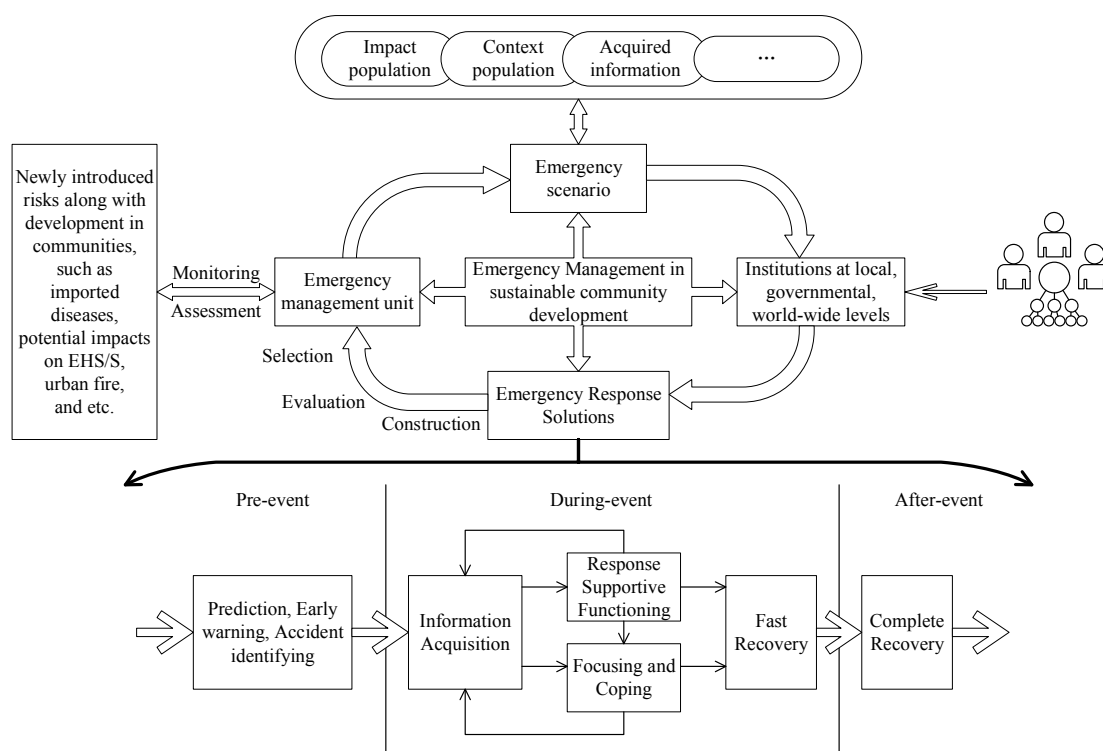 Impact
population
Context
population
Acquired
information
...
Newly introduced
risks along with
development in
communities,
such as
imported
diseases,
potential impacts
on EHS/S,
urban fire,
and etc.
Monitoring
Assessment
Emergency
management unit
Emergency
scenario
Emergency Management in
sustainable community
development
Institutions at local,
governmental,
world-wide levels
Selection
Evaluation
Construction
Emergency Response
Solutions
Pre-event
During-event
After-event
Prediction, Early
warning, Accident
identifying
Information
Acquisition
Response
Supportive
Functioning
Focusing and
Coping
Fast
Recovery
Complete
Recovery